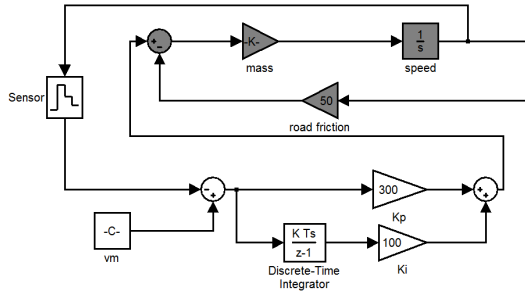 +
-
-K-
mass
1
s
speed
50
road friction
Sensor
-
+
-C-
vm
K Ts
z-1
Discrete-Time
Integrator
300
Kp
100
Ki
+
+